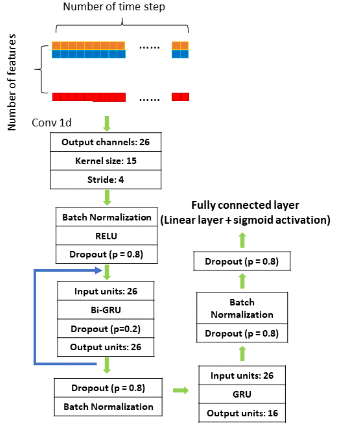 Number of time step
Number of features
......
......
Conv 1d
Output channels: 26
Kernel size: 15
Stride: 4
Batch Normalization
RELU
Dropout (p = 0.8)
Input units: 26
Bi-GRU
Dropout (p=0.2)
Output units: 26
Dropout (p = 0.8)
Batch Normalization
Input units: 26
GRU
Output units: 16
Batch
Normalization
Dropout (p = 0.8)
Dropout (p = 0.8)
Fully connected layer
(Linear layer + sigmoid activation)